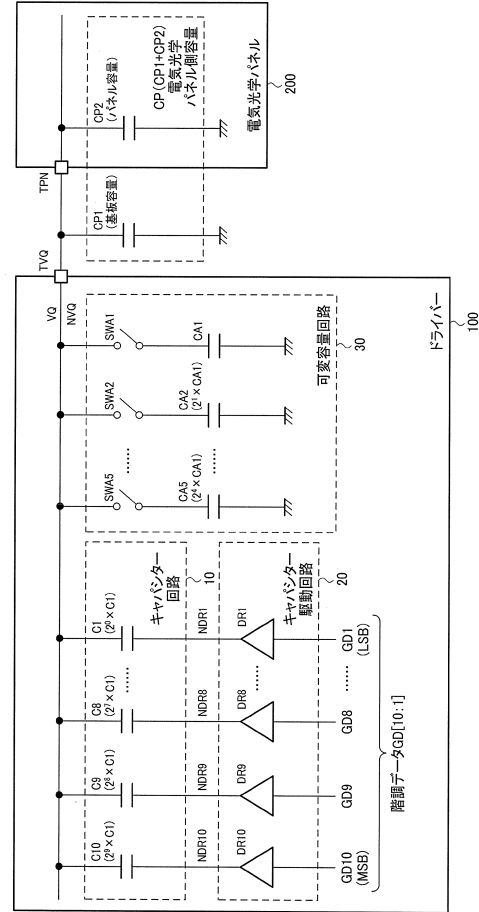 C10
(2⁹×C1)
C9
(2⁸×C1)
C8
(2⁷×C1)
……
C1
(2⁰×C1)
キャパシター
回路
10
NDR10
NDR9
NDR8
NDR1
DR10
DR9
DR8
……
DR1
キャパシター
駆動回路
20
GD10
(MSB)
GD9
GD8
……
GD1
(LSB)
階調データGD[10:1]
VQ
NVQ
SWA5
……
SWA2
SWA1
CA5
(2⁴×CA1)
……
CA2
(2¹×CA1)
CA1
可変容量回路
30
ドライバー
100
TVQ
TPN
CP1
(基板容量)
CP2
(パネル容量)
CP(CP1+CP2)
電気光学
パネル側容量
電気光学パネル
200